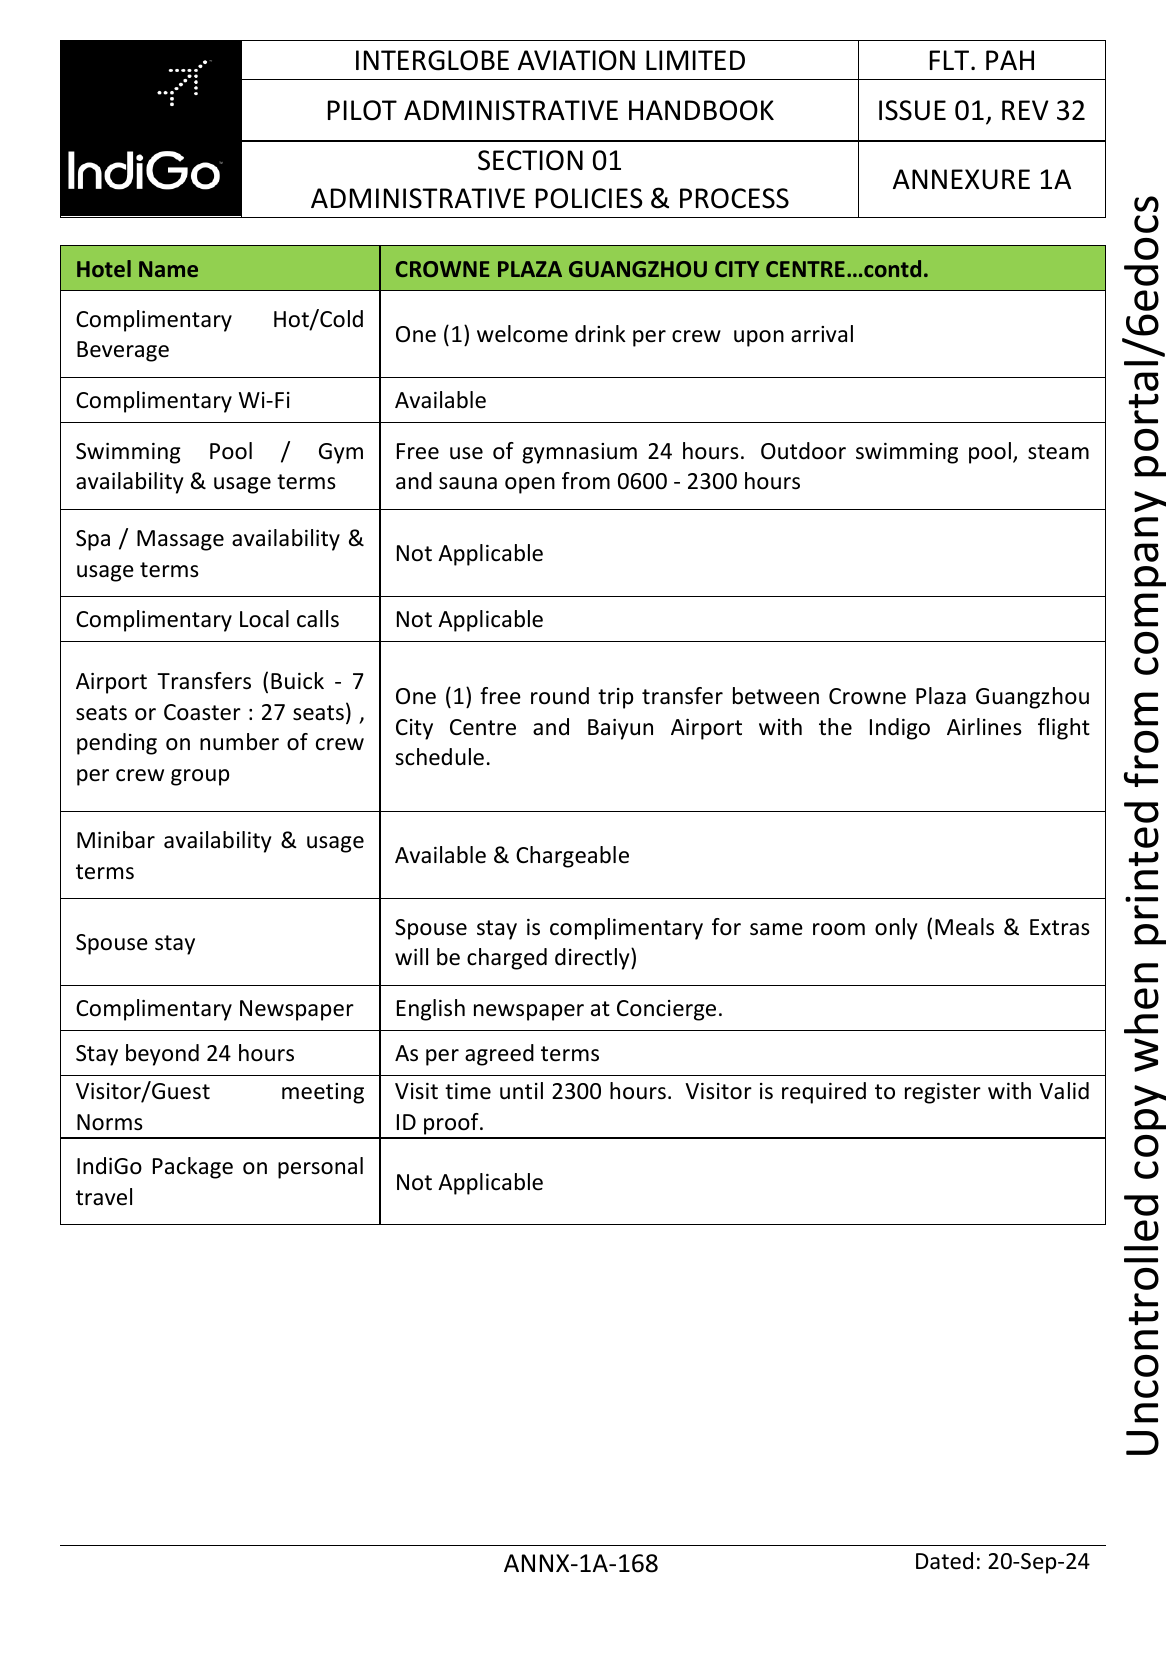 INTERGLOBE AVIATION LIMITED
FLT. PAH
PILOT ADMINISTRATIVE HANDBOOK
ISSUE 01, REV 32
IndiGo
SECTION 01
ADMINISTRATIVE POLICIES & PROCESS
ANNEXURE 1A
Hotel Name
CROWNE PLAZA GUANGZHOU CITY CENTRE...contd.
Complimentary Hot/Cold
Beverage
One (1) welcome drink per crew  upon arrival
Complimentary Wi-Fi
Available
Swimming Pool / Gym
availability & usage terms
Free use of gymnasium 24 hours.  Outdoor swimming pool, steam
and sauna open from 0600 - 2300 hours
Spa / Massage availability &
usage terms
Not Applicable
Complimentary Local calls
Not Applicable
Airport Transfers (Buick - 7
seats or Coaster : 27 seats) ,
pending on number of crew
per crew group
One (1) free round trip transfer between Crowne Plaza Guangzhou
City Centre and Baiyun Airport with the Indigo Airlines flight
schedule.
Minibar availability & usage
terms
Available & Chargeable
Spouse stay
Spouse stay is complimentary for same room only (Meals & Extras
will be charged directly)
Complimentary Newspaper
English newspaper at Concierge.
Stay beyond 24 hours
As per agreed terms
Visitor/Guest meeting
Norms
Visit time until 2300 hours.  Visitor is required to register with Valid
ID proof.
IndiGo Package on personal
travel
Not Applicable
ANNX-1A-168
Dated: 20-Sep-24
Uncontrolled copy when printed from company portal/6edocs